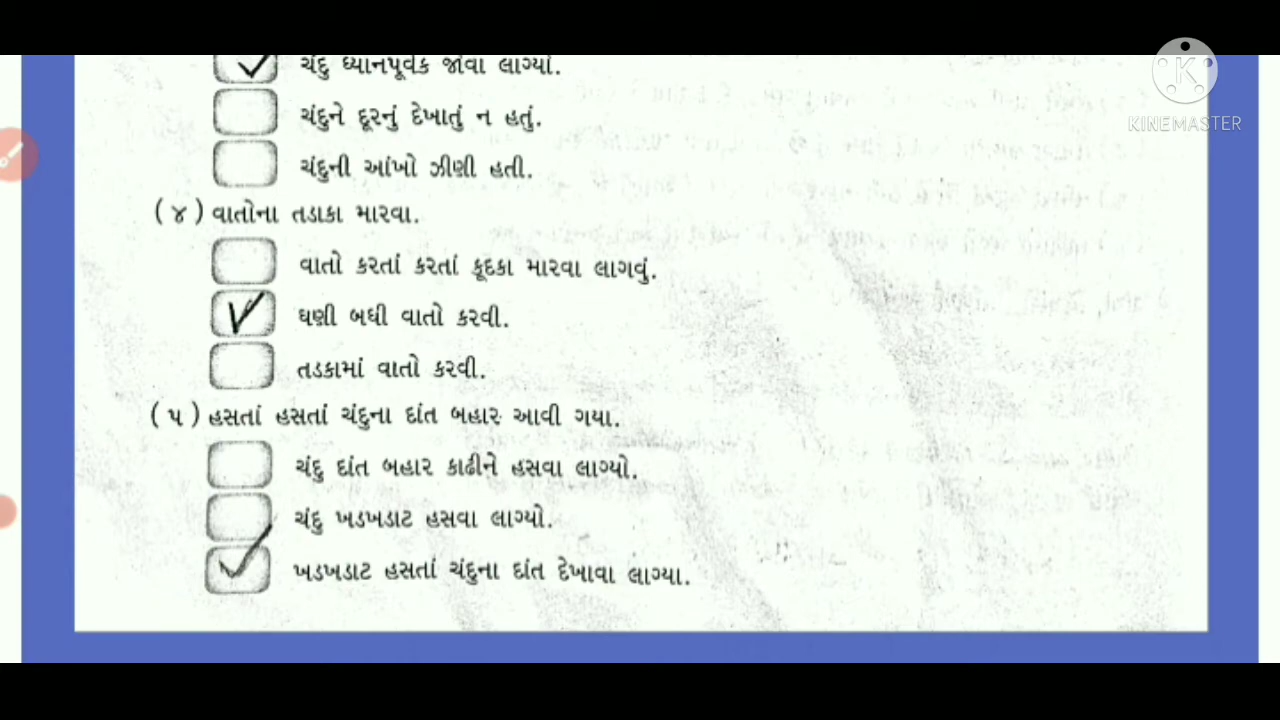 ચંદુ ધ્યાનપૂર્વક જોવા લાગ્યો.
ચંદુને દૂરનું દેખાતું ન હતું.
ચંદુની આંખો ઝીણી હતી.
(૪) વાતોના તડાકા મારવા.
વાતો કરતાં કરતાં કૂદકા મારવા લાગવું.
ઘણી બધી વાતો કરવી.
તડકામાં વાતો કરવી.
(૫) હસતાં હસતાં ચંદુના દાંત બહાર આવી ગયા.
ચંદુ દાંત બહાર કાઢીને હસવા લાગ્યો.
ચંદુ ખડખડાટ હસવા લાગ્યો.
ખડખડાટ હસતાં ચંદુના દાંત દેખાવા લાગ્યા.
KINEMASTER